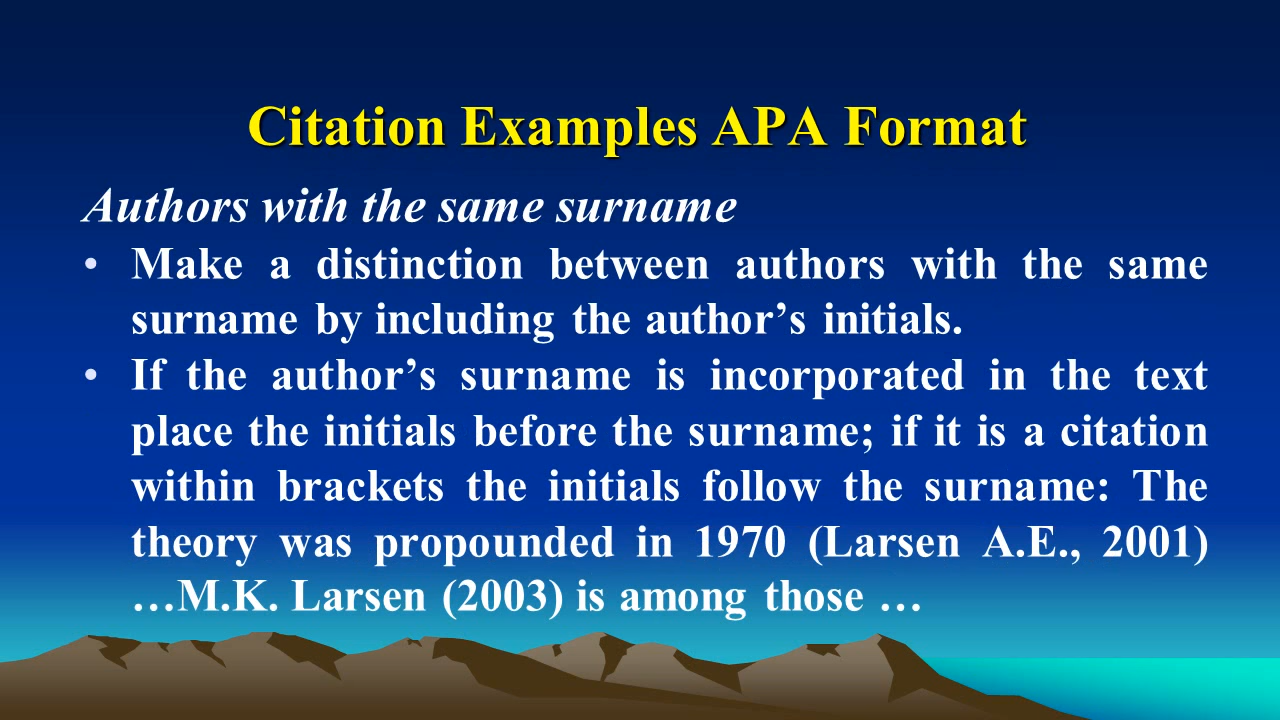 Citation Examples APA Format
Authors with the same surname
• Make a distinction between authors with the same
surname by including the author’s initials.
• If the author’s surname is incorporated in the text
place the initials before the surname; if it is a citation
within brackets the initials follow the surname: The
theory was propounded in 1970 (Larsen A.E., 2001)
…M.K. Larsen (2003) is among those …